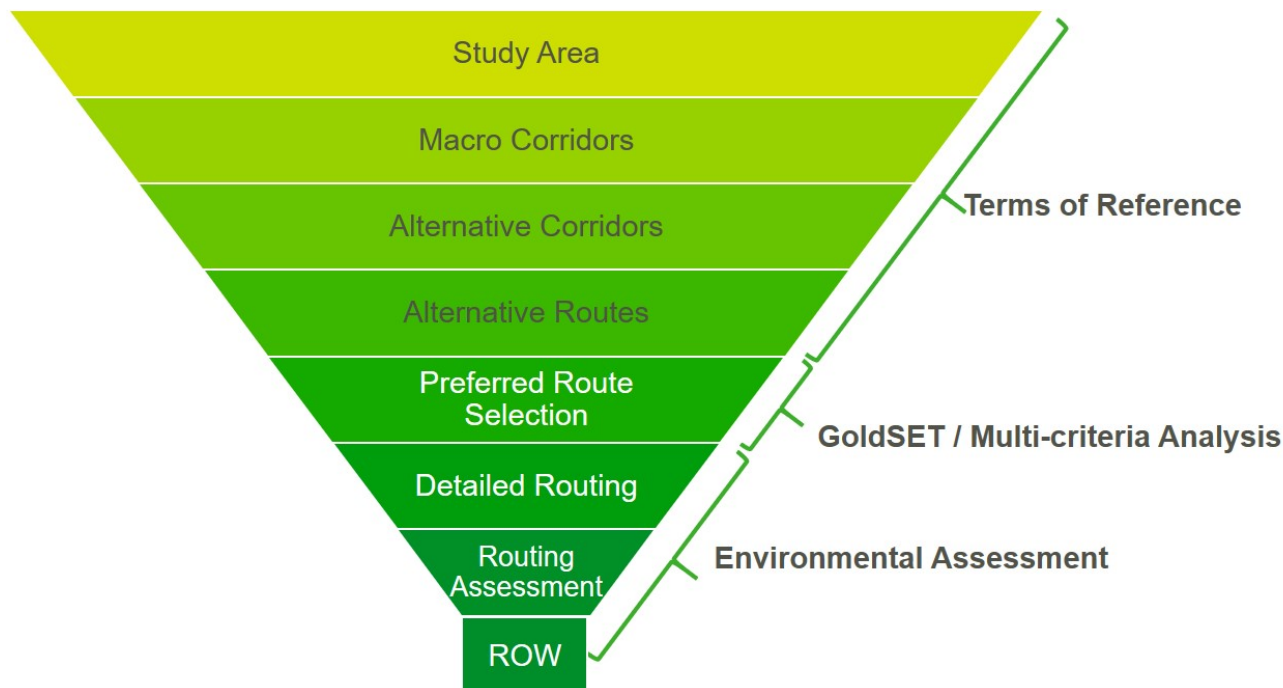 Study Area
Macro Corridors
Alternative Corridors
Terms of Reference
Alternative Routes
Preferred Route
Selection
GoldSET / Multi-criteria Analysis
Detailed Routing
Routing
Assessment
Environmental Assessment
ROW